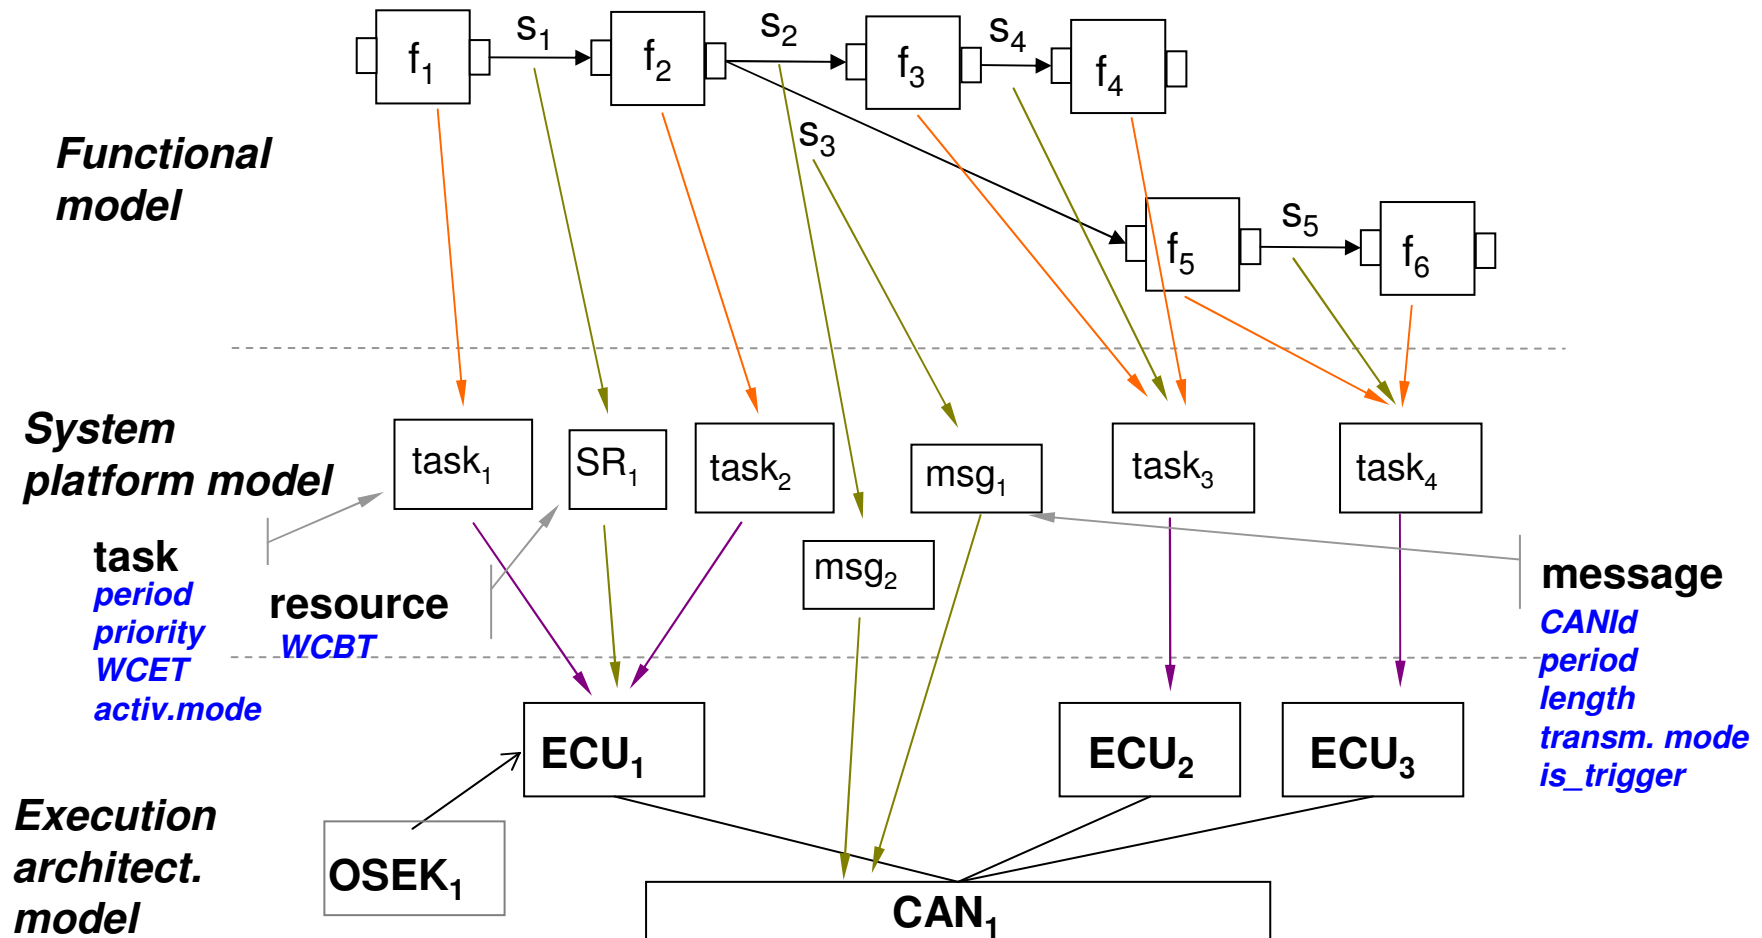 s1
s2
s4
f1
f2
f3
f4
s3
Functional
model
s5
f5
f6
System
platform model
task1
SR1
task2
msg1
task3
task4
msg2
task
period
priority
WCET
activ.mode
resource
WCBT
message
CANId
period
length
transm. mode
is_trigger
ECU1
ECU2
ECU3
Execution
architect.
model
OSEK1
CAN1